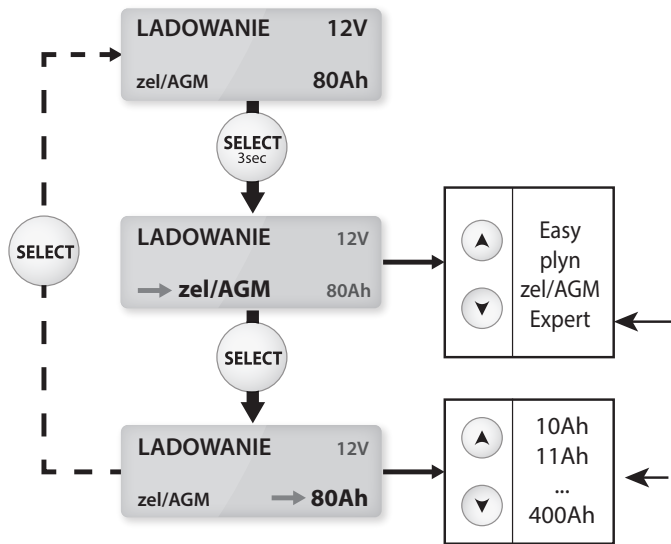 LADOWANIE 12V
zel/AGM 80Ah
SELECT
3sec
SELECT
LADOWANIE 12V
zel/AGM 80Ah
Easy
plyn
zel/AGM
Expert
SELECT
LADOWANIE 12V
zel/AGM 80Ah
10Ah
11Ah
...
400Ah